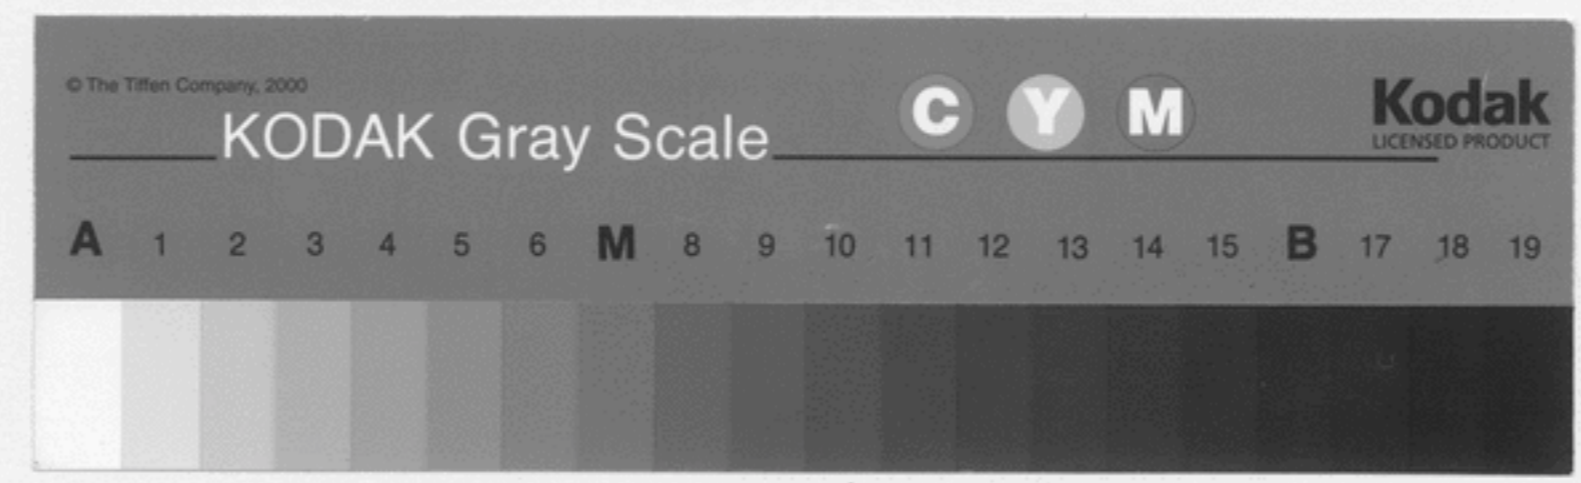 © The Tiffen Company, 2000
KODAK Gray Scale
C Y M
Kodak
LICENSED PRODUCT
A 1 2 3 4 5 6 M 8 9 10 11 12 13 14 15 B 17 18 19